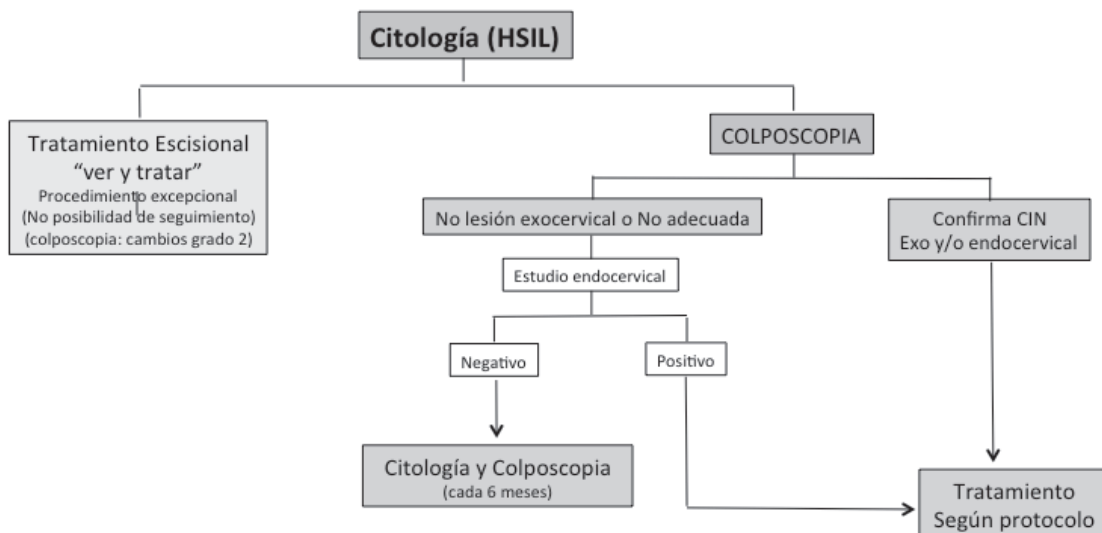 Citología (HSIL)
Tratamiento Escisional
“ver y tratar”
Procedimiento excepcional
(No posibilidad de seguimiento)
(colposcopia: cambios grado 2)
COLPOSCOPIA
No lesión exocervical o No adecuada
Confirma CIN
Exo y/o endocervical
Estudio endocervical
Negativo
Positivo
Citología y Colposcopia
(cada 6 meses)
Tratamiento
Según protocolo